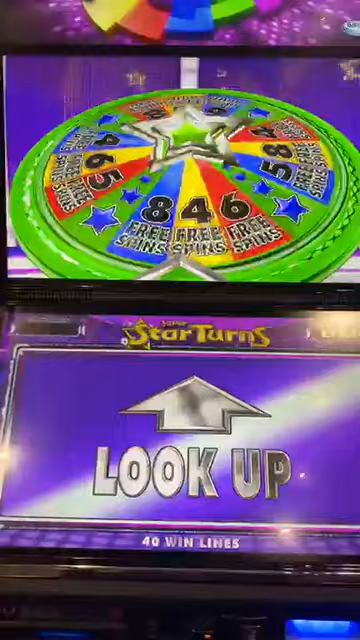 4 6 5
4 8 5
8 4 6
FREE FREE FREE
SPINS SPINS SPINS
SUPER
STAR TURNS
LOOK UP
40 WIN LINES